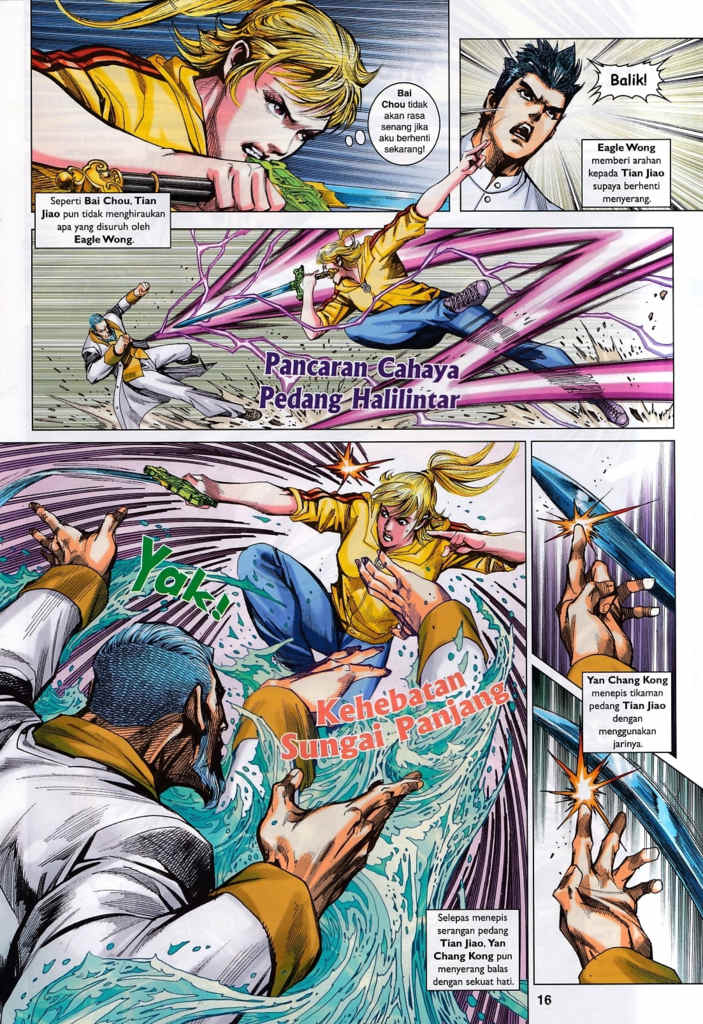 Bai
Chou tidak
akan rasa
senang jika
aku berhenti
sekarang!
Balik!
Eagle Wong
memberi arahan
kepada Tian Jiao
supaya berhenti
menyerang.
Seperti Bai Chou, Tian
Jiao pun tidak menghiraukan
apa yang disuruh oleh
Eagle Wong.
Pancaran Cahaya
Pedang Halilintar
Yak!
Kehebatan
Sungai Panjang
Yan Chang Kong
menepis tikaman
pedang Tian Jiao
dengan
menggunakan
jarinya.
Selepas menepis
serangan pedang
Tian Jiao, Yan
Chang Kong pun
menyerang balas
dengan sekuat hati.
16